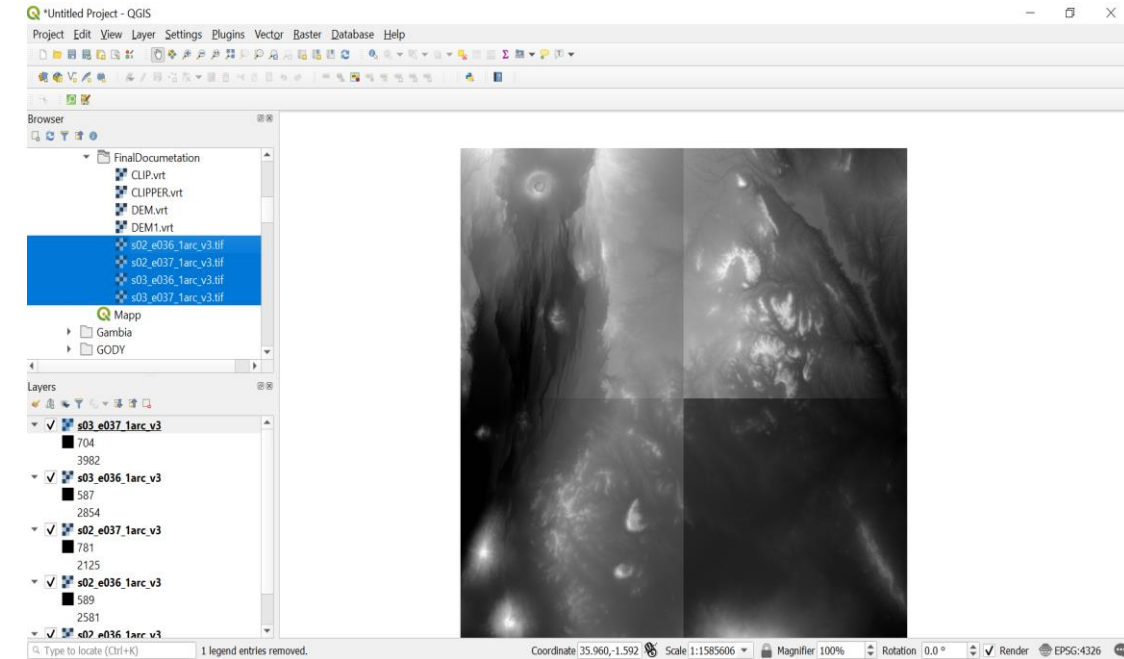 *Untitled Project - QGIS
Project Edit View Layer Settings Plugins Vector Raster Database Help
Browser
FinalDocumetation
CLIP.vrt
CLIPPER.vrt
DEM.vrt
DEM1.vrt
s02_e036_1arc_v3.tif
s02_e037_1arc_v3.tif
s03_e036_1arc_v3.tif
s03_e037_1arc_v3.tif
Mapp
Gambia
GODY
Layers
s03_e037_1arc_v3
704
3982
s03_e036_1arc_v3
587
2854
s02_e037_1arc_v3
781
2125
s02_e036_1arc_v3
589
2581
s02_e036_1arc_v3
Type to locate (Ctrl+K) 1 legend entries removed. Coordinate 35.960,-1.592 Scale 1:1585606 Magnifier 100% Rotation 0.0 ° Render EPSG:4326